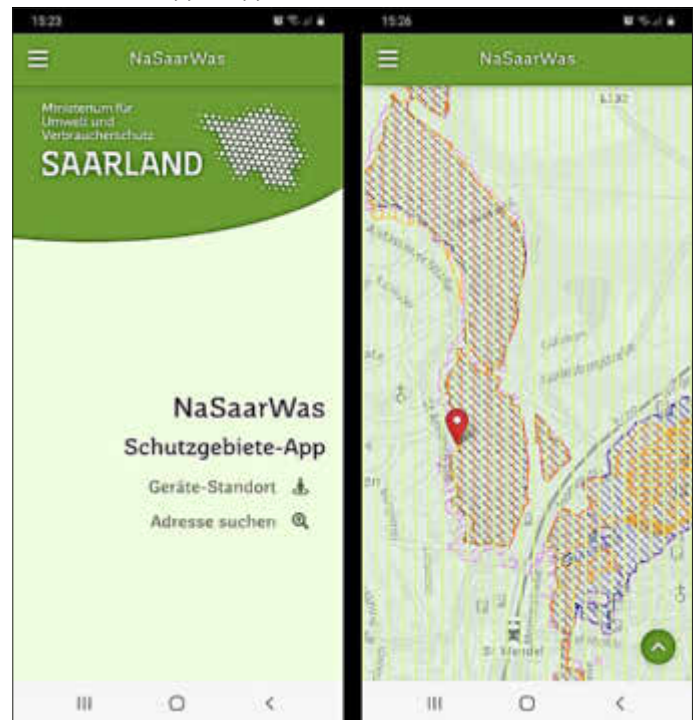 15:23
NaSaarWas
Ministerium für
Umwelt und
Verbraucherschutz
SAARLAND
NaSaarWas
Schutzgebiete-App
Geräte-Standort
Adresse suchen
15:26
NaSaarWas
St. Wendel